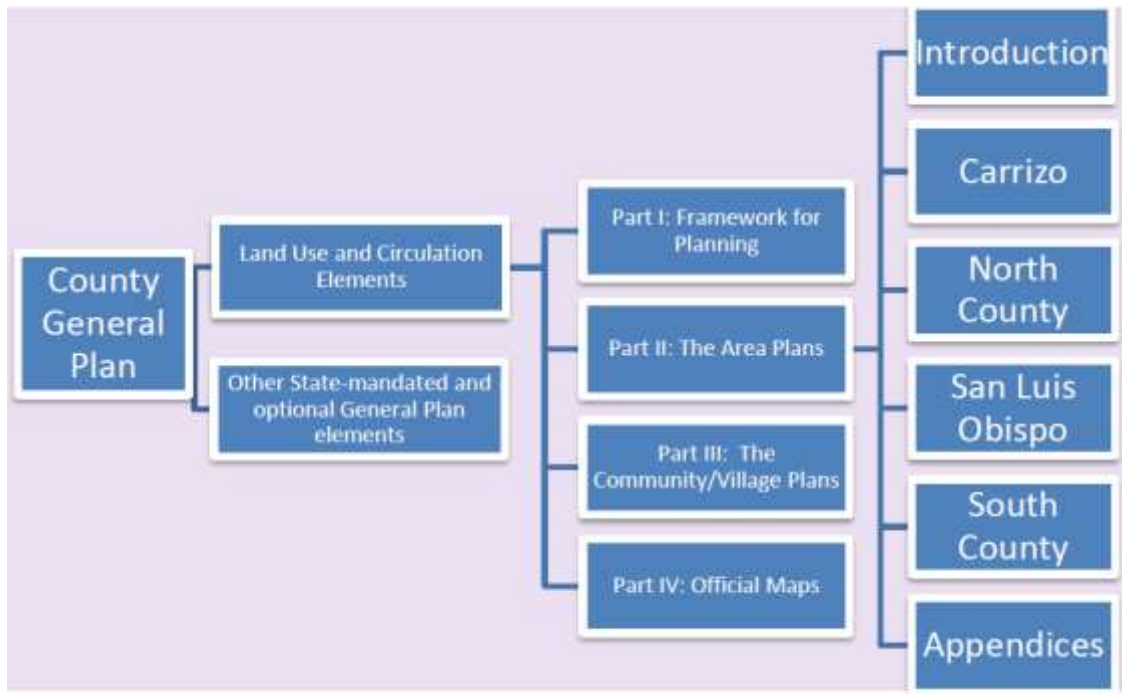 County
General
Plan
Land Use and Circulation
Elements
Other State-mandated and
optional General Plan
elements
Part I: Framework for
Planning
Part II: The Area Plans
Part III:  The
Community/Village Plans
Part IV: Official Maps
Introduction
Carrizo
North
County
San Luis
Obispo
South
County
Appendices